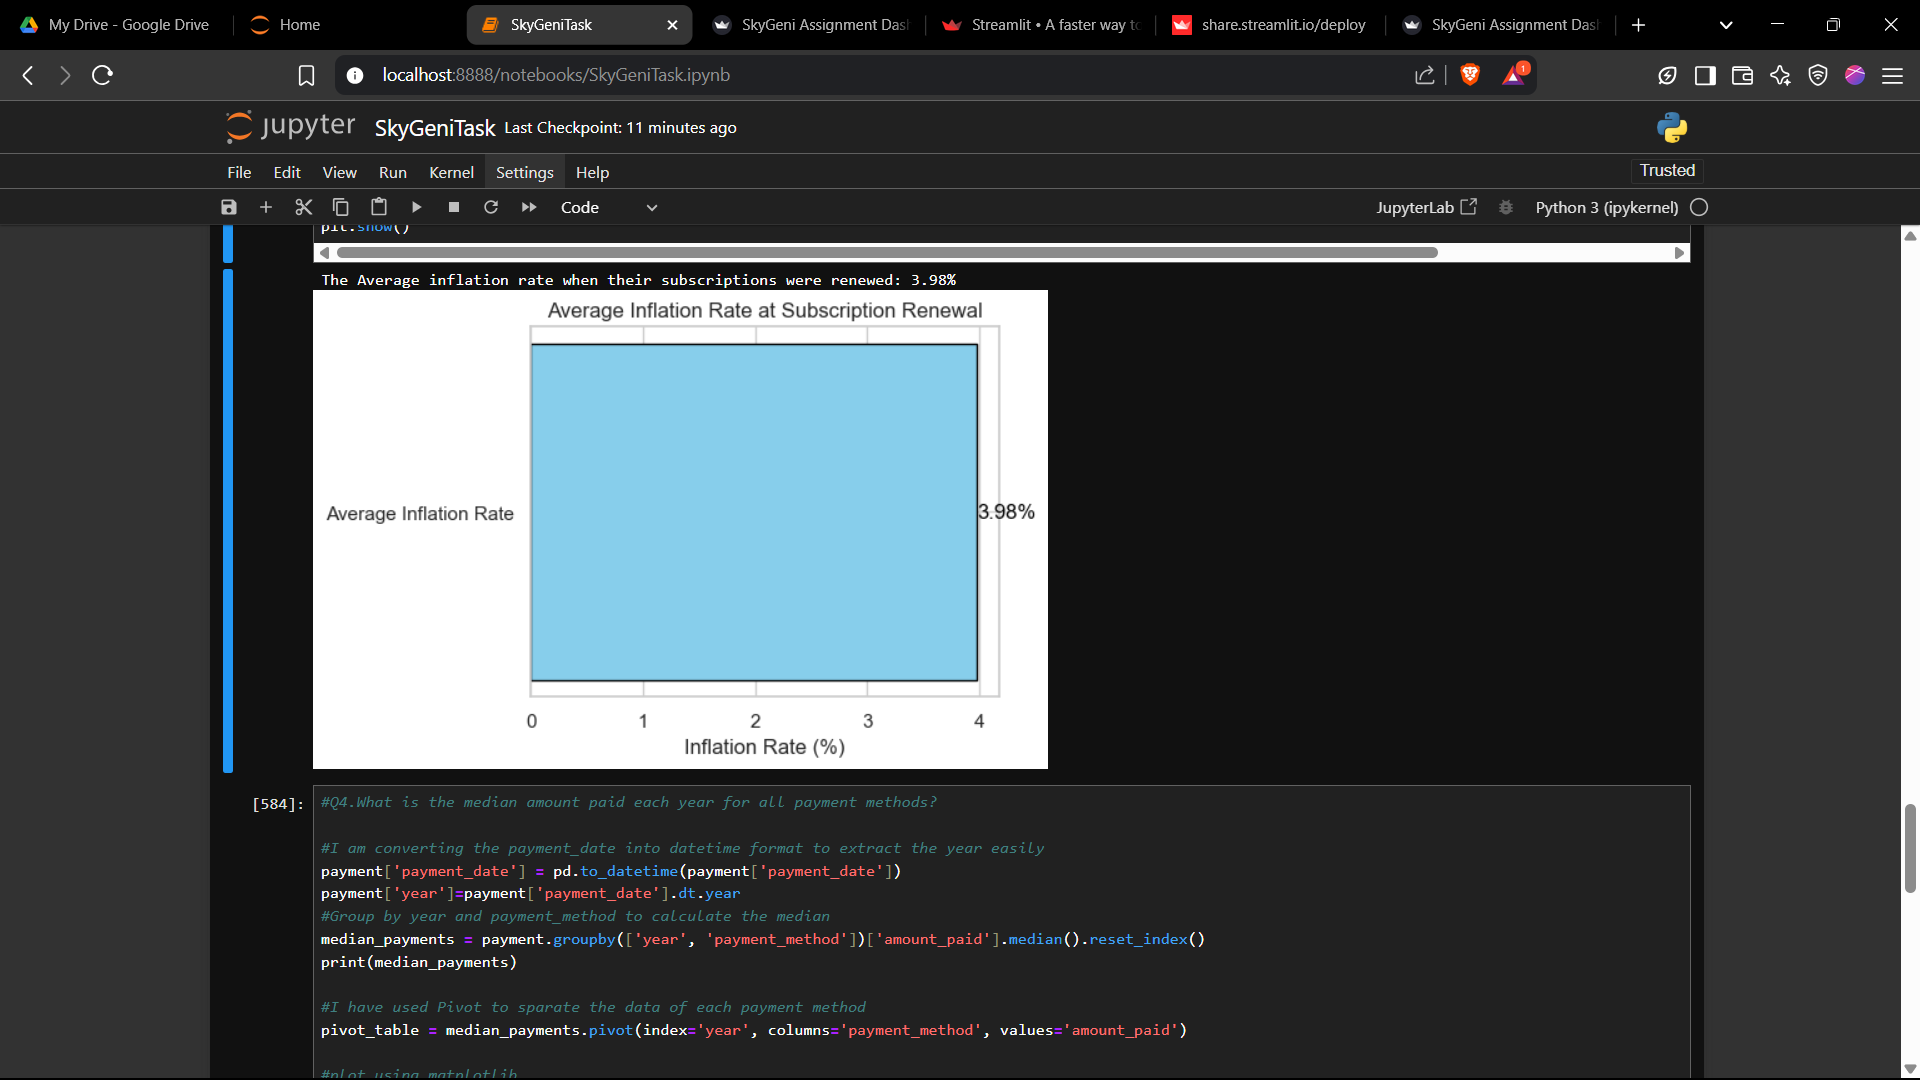 My Drive - Google Drive
Home
SkyGeniTask
SkyGeni Assignment Das
Streamlit • A faster way to
share.streamlit.io/deploy
SkyGeni Assignment Das
localhost:8888/notebooks/SkyGeniTask.ipynb
1
jupyter SkyGeniTask Last Checkpoint: 11 minutes ago
File Edit View Run Kernel Settings Help
Trusted
Code
JupyterLab
Python 3 (ipykernel)
plt.show()
The Average inflation rate when their subscriptions were renewed: 3.98%
Average Inflation Rate at Subscription Renewal
Average Inflation Rate
3.98%
0 1 2 3 4
Inflation Rate (%)
[584]:
#Q4.What is the median amount paid each year for all payment methods?
#I am converting the payment_date into datetime format to extract the year easily
payment['payment_date'] = pd.to_datetime(payment['payment_date'])
payment['year']=payment['payment_date'].dt.year
#Group by year and payment_method to calculate the median
median_payments = payment.groupby(['year', 'payment_method'])['amount_paid'].median().reset_index()
print(median_payments)
#I have used Pivot to sparate the data of each payment method
pivot_table = median_payments.pivot(index='year', columns='payment_method', values='amount_paid')
#plot using matplotlib